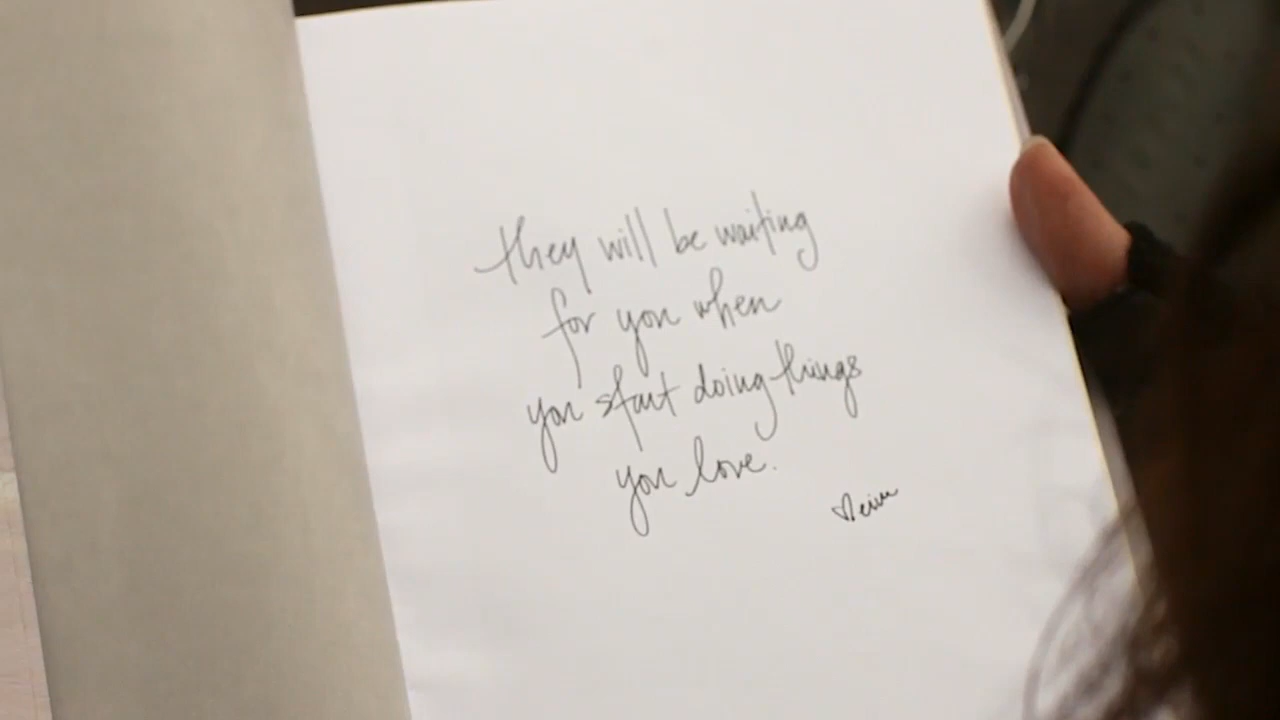 they will be waiting
for you when
you start doing things
you love.